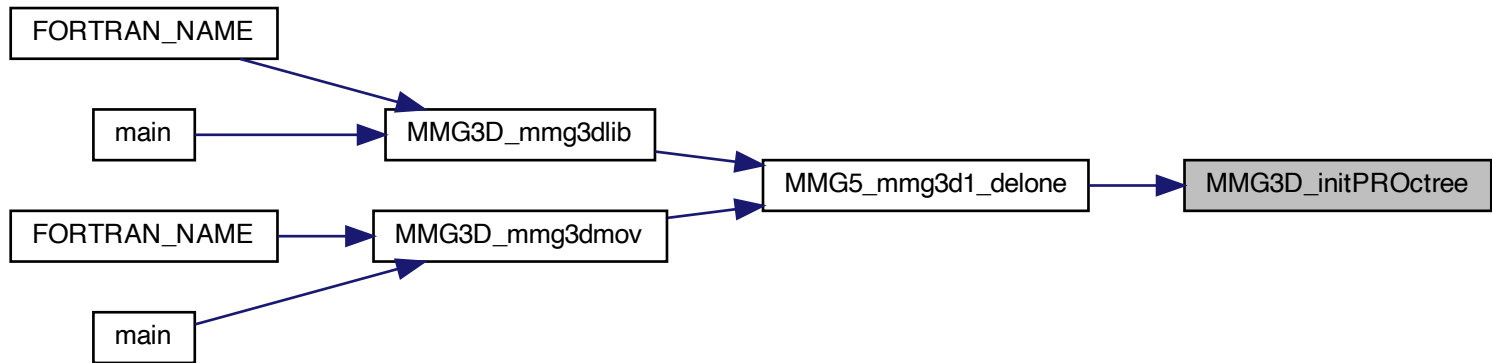 FORTRAN_NAME
main
MMG3D_mmg3dlib
MMG5_mmg3d1_delone
MMG3D_initPROctree
FORTRAN_NAME
MMG3D_mmg3dmov
main